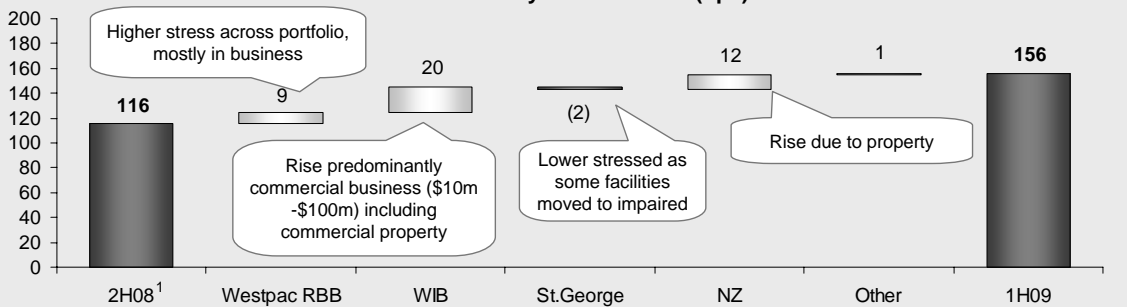 200
180
160
140
120
100
80
60
40
20
0
Higher stress across portfolio,
mostly in business
116
9
20
(2)
12
1
156
Rise predominantly
commercial business ($10m
-$100m) including
commercial property
Lower stressed as
some facilities
moved to impaired
Rise due to property
2H08¹
Westpac RBB
WIB
St.George
NZ
Other
1H09